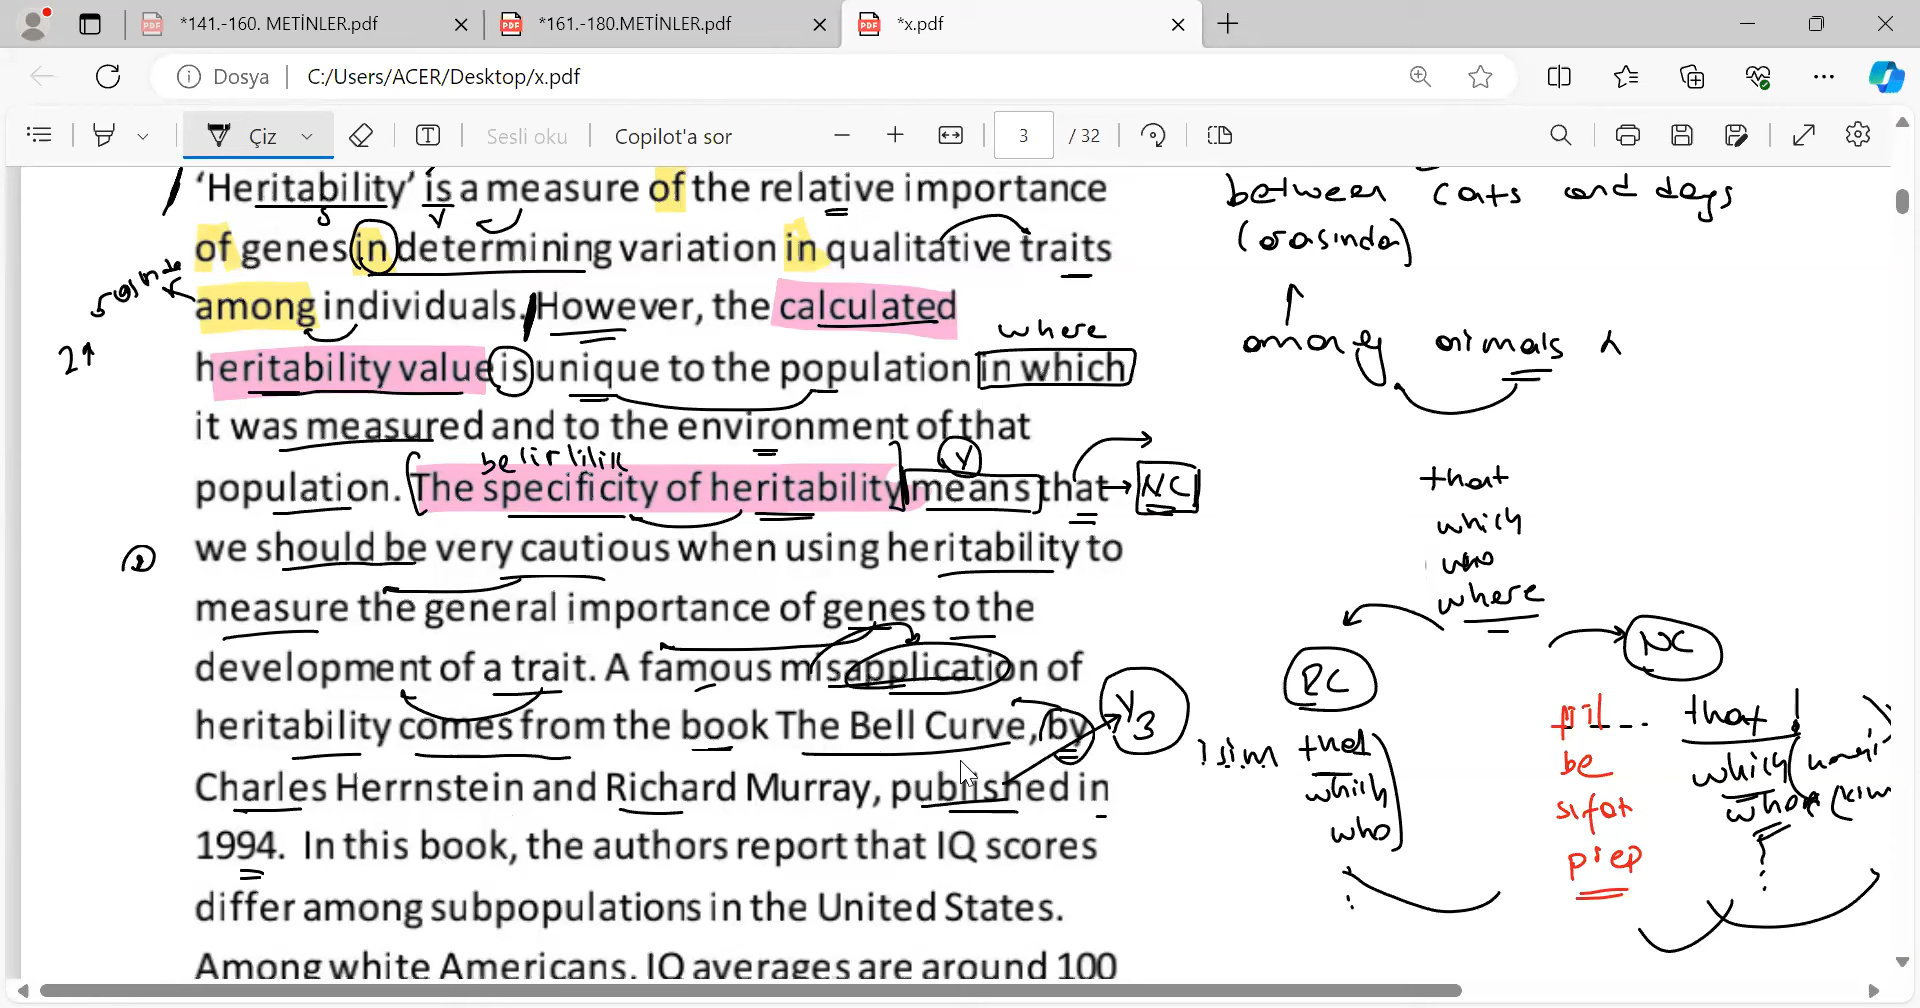 *141.-160. METİNLER.pdf
*161.-180.METİNLER.pdf
*x.pdf
Dosya
C:/Users/ACER/Desktop/x.pdf
Çiz
Sesli oku
Copilot'a sor
3
/ 32
'Heritability' is a measure of the relative importance
S
V
of genes in determining variation in qualitative traits
among individuals. However, the calculated
2↑
where
heritability value is unique to the population in which
it was measured and to the environment of that
belirlilik
V
population. The specificity of heritability means that
NC
2
we should be very cautious when using heritability to
measure the general importance of genes to the
development of a trait. A famous misapplication of
heritability comes from the book The Bell Curve, by
V3
Charles Herrnstein and Richard Murray, published in
1994. In this book, the authors report that IQ scores
differ among subpopulations in the United States.
Among white Americans, IQ averages are around 100
between cats and dogs
(arasında)
among animals
that
which
who
where
RC
NC
isim that
which
who
fiil
be
sıfat
prep
that !
which